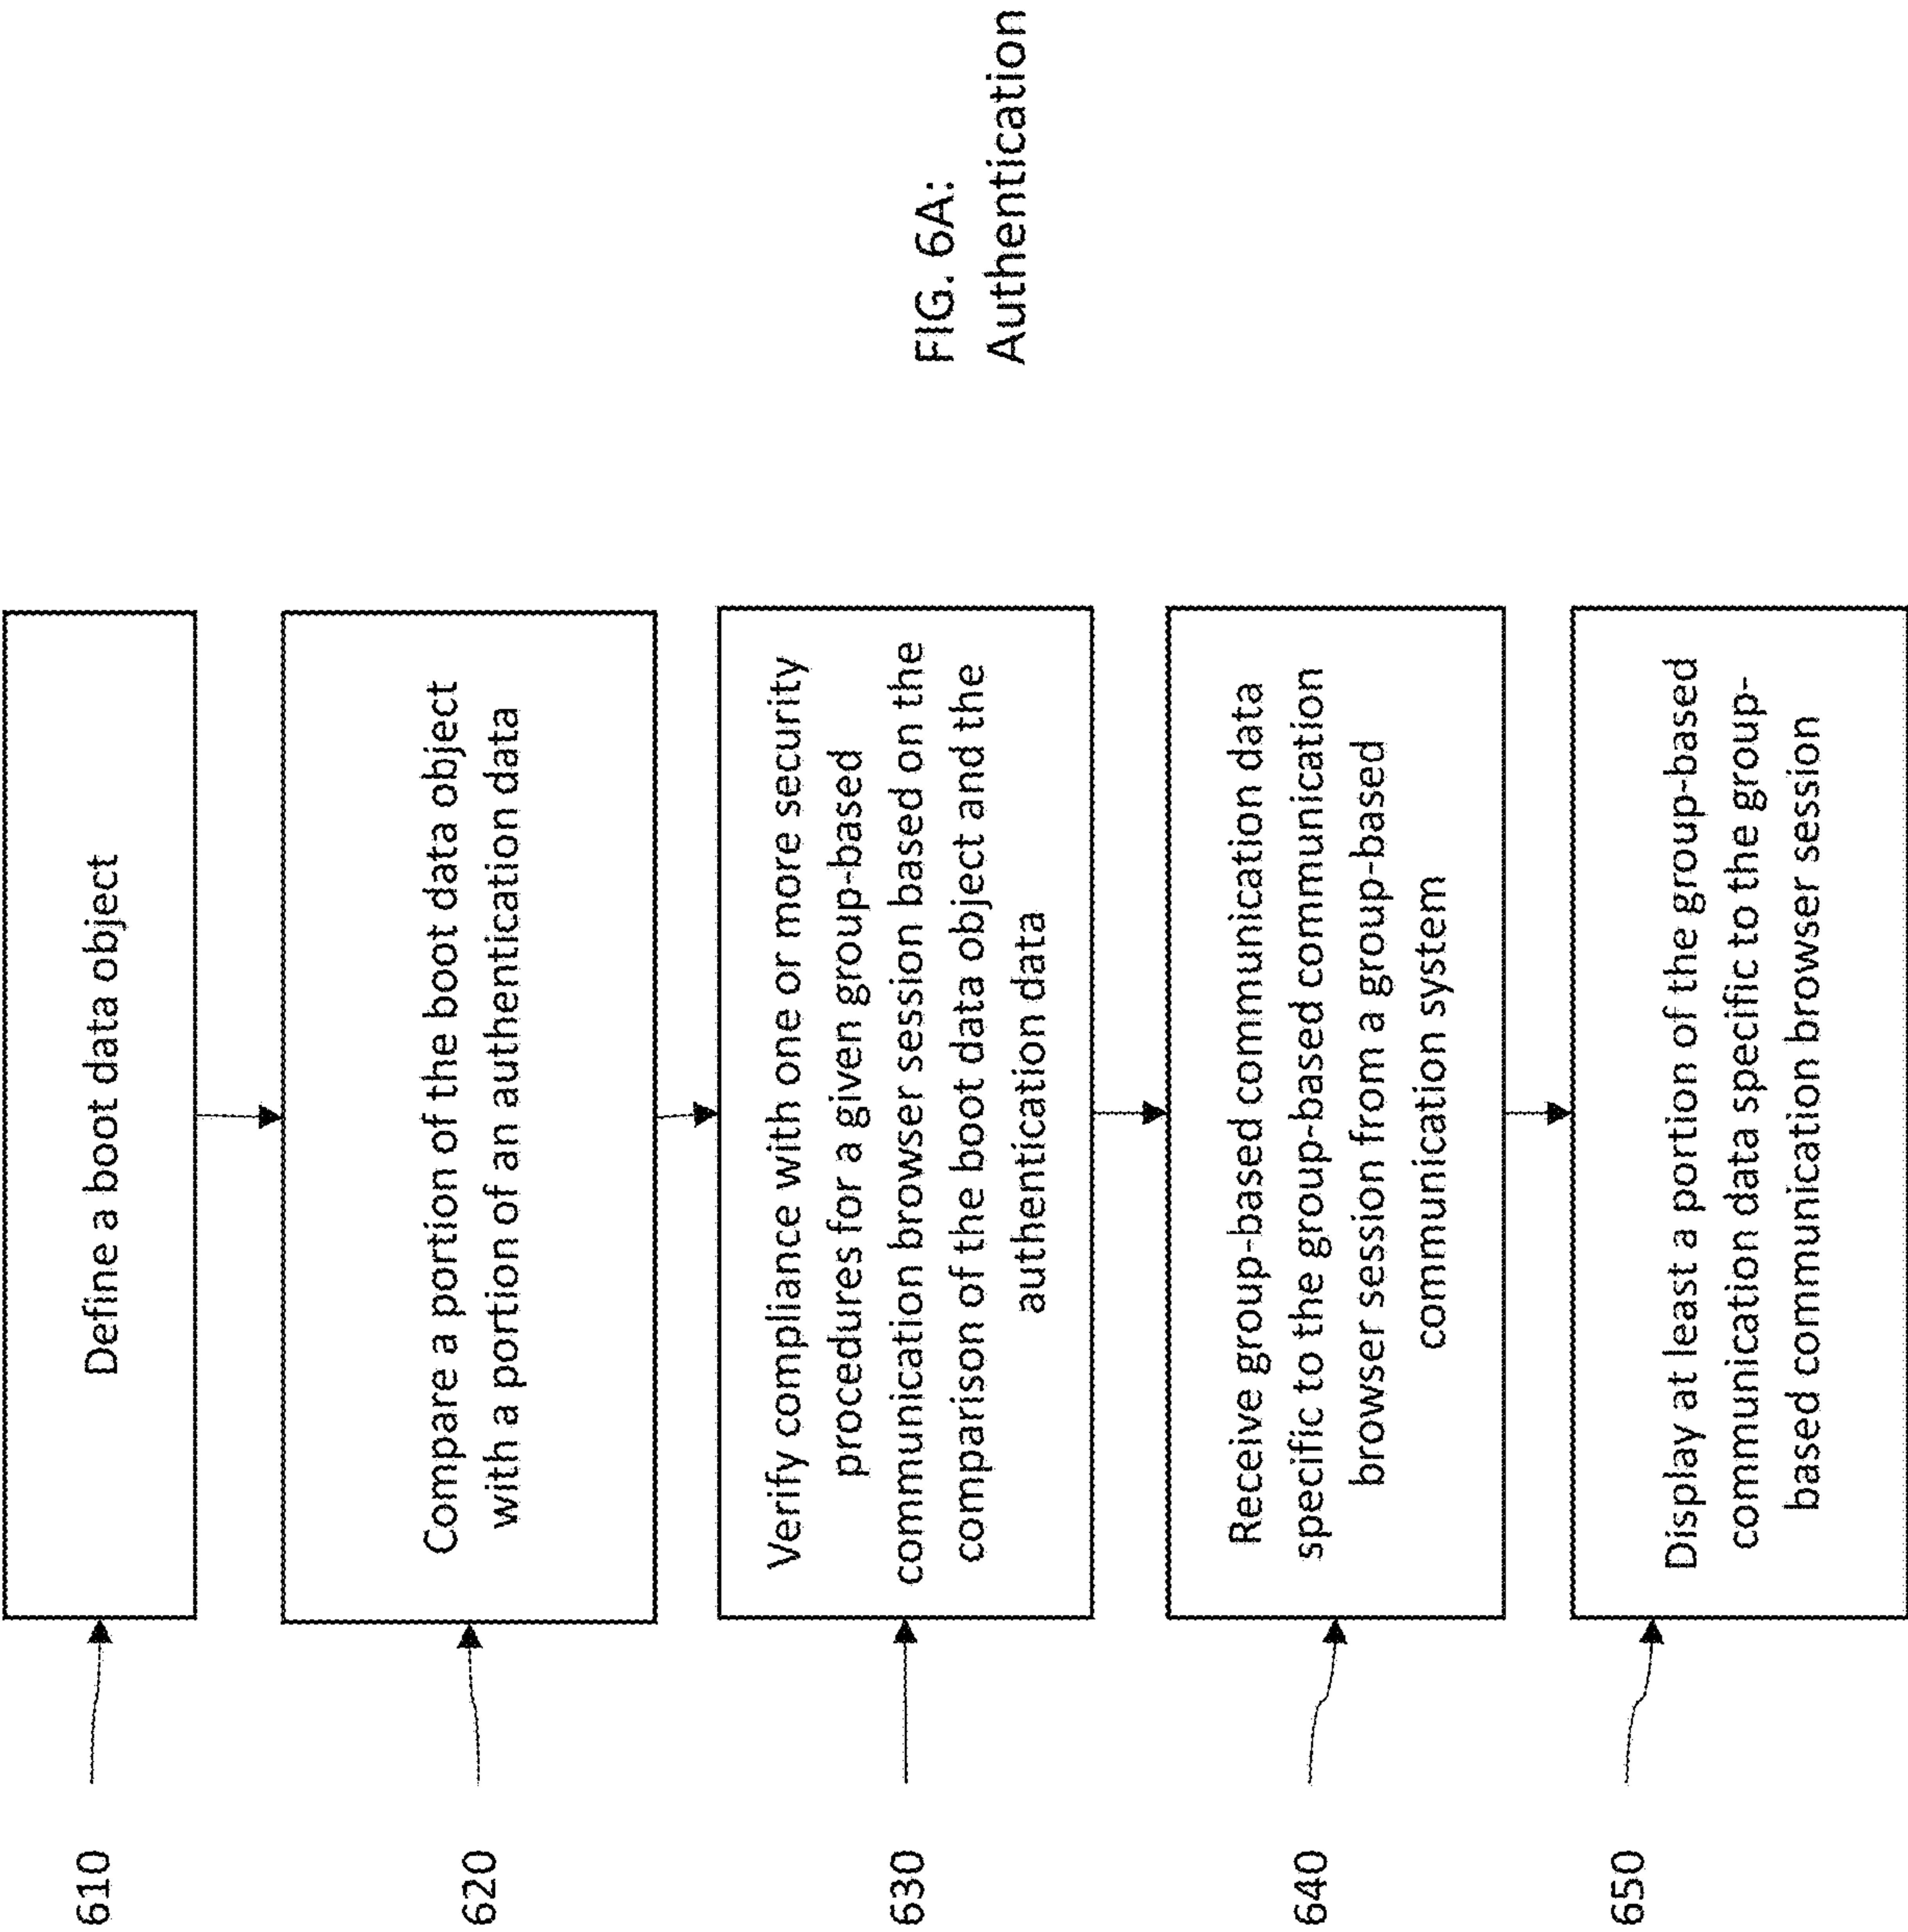 610
Define a boot data object
620
Compare a portion of the boot data object
with a portion of an authentication data
630
Verify compliance with one or more security
procedures for a given group-based
communication browser session based on the
comparison of the boot data object and the
authentication data
640
Receive group-based communication data
specific to the group-based communication
browser session from a group-based
communication system
650
Display at least a portion of the group-based
communication data specific to the group-
based communication browser session
FIG. 6A:
Authentication